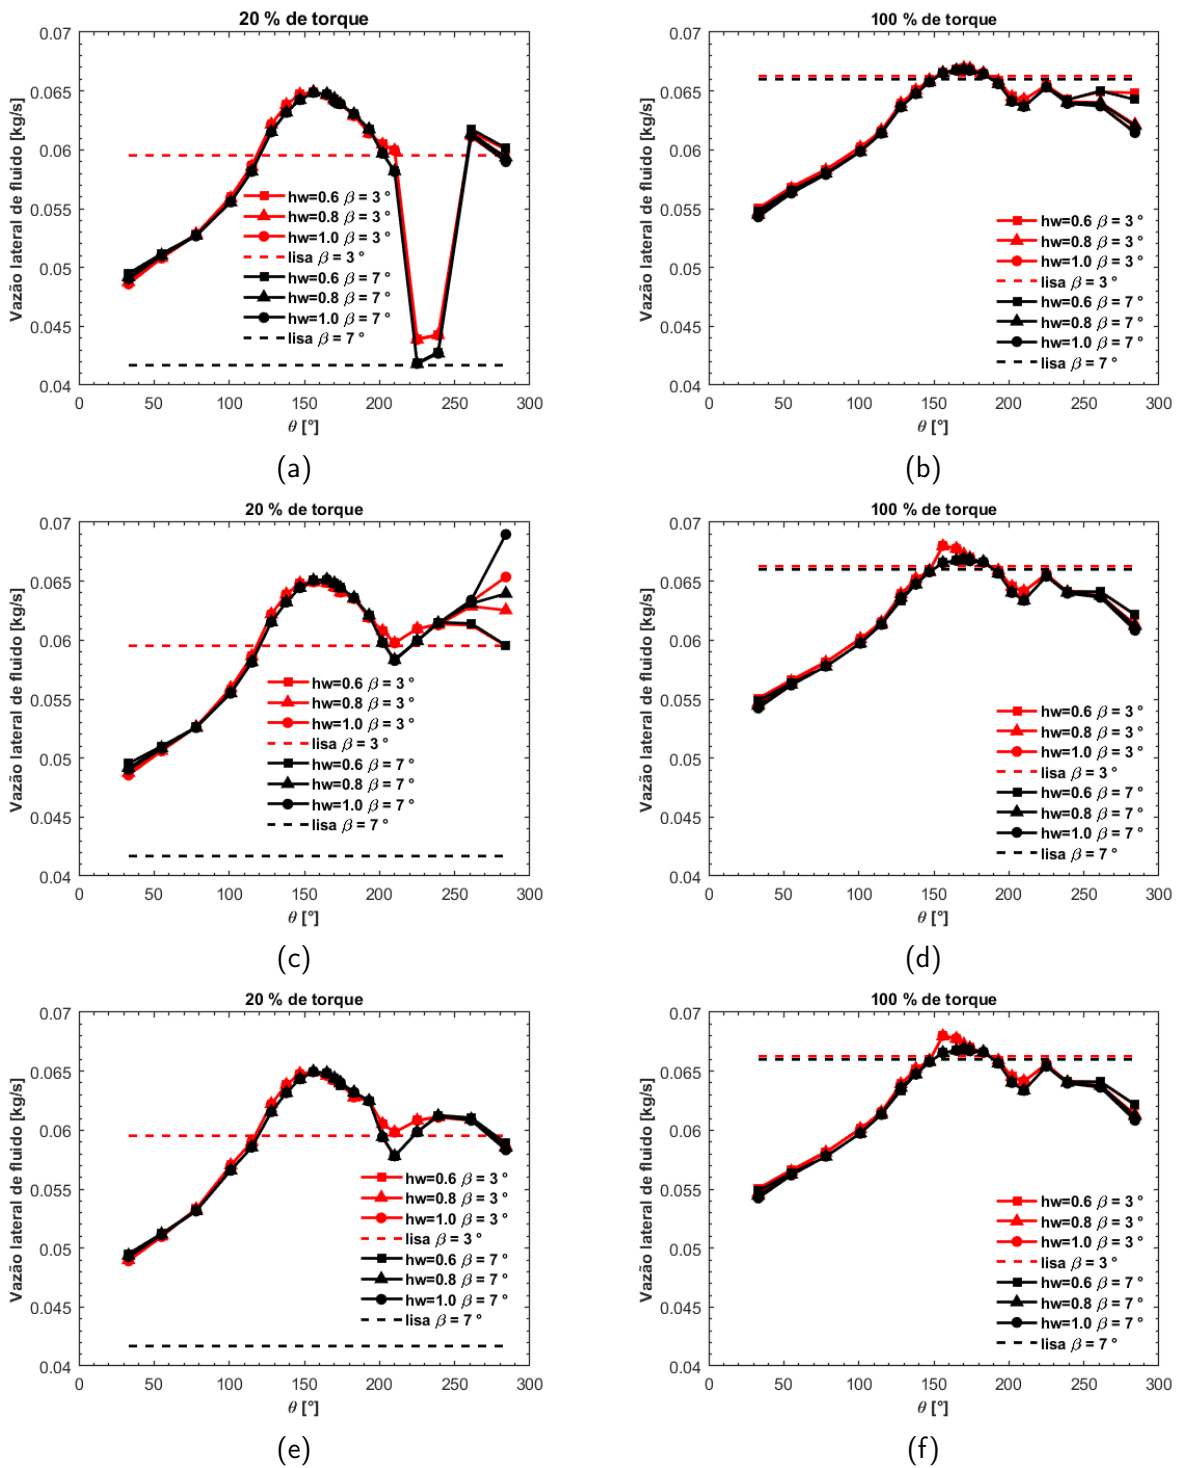 20 % de torque
Vazão lateral de fluido [kg/s]
0.07
0.065
0.06
0.055
0.05
0.045
0.04
hw=0.6 β = 3 °
hw=0.8 β = 3 °
hw=1.0 β = 3 °
lisa β = 3 °
hw=0.6 β = 7 °
hw=0.8 β = 7 °
hw=1.0 β = 7 °
lisa β = 7 °
0 50 100 150 200 250 300
θ [°]
(a)
100 % de torque
Vazão lateral de fluido [kg/s]
0.07
0.065
0.06
0.055
0.05
0.045
0.04
hw=0.6 β = 3 °
hw=0.8 β = 3 °
hw=1.0 β = 3 °
lisa β = 3 °
hw=0.6 β = 7 °
hw=0.8 β = 7 °
hw=1.0 β = 7 °
lisa β = 7 °
0 50 100 150 200 250 300
θ [°]
(b)
20 % de torque
Vazão lateral de fluido [kg/s]
0.07
0.065
0.06
0.055
0.05
0.045
0.04
hw=0.6 β = 3 °
hw=0.8 β = 3 °
hw=1.0 β = 3 °
lisa β = 3 °
hw=0.6 β = 7 °
hw=0.8 β = 7 °
hw=1.0 β = 7 °
lisa β = 7 °
0 50 100 150 200 250 300
θ [°]
(c)
100 % de torque
Vazão lateral de fluido [kg/s]
0.07
0.065
0.06
0.055
0.05
0.045
0.04
hw=0.6 β = 3 °
hw=0.8 β = 3 °
hw=1.0 β = 3 °
lisa β = 3 °
hw=0.6 β = 7 °
hw=0.8 β = 7 °
hw=1.0 β = 7 °
lisa β = 7 °
0 50 100 150 200 250 300
θ [°]
(d)
20 % de torque
Vazão lateral de fluido [kg/s]
0.07
0.065
0.06
0.055
0.05
0.045
0.04
hw=0.6 β = 3 °
hw=0.8 β = 3 °
hw=1.0 β = 3 °
lisa β = 3 °
hw=0.6 β = 7 °
hw=0.8 β = 7 °
hw=1.0 β = 7 °
lisa β = 7 °
0 50 100 150 200 250 300
θ [°]
(e)
100 % de torque
Vazão lateral de fluido [kg/s]
0.07
0.065
0.06
0.055
0.05
0.045
0.04
hw=0.6 β = 3 °
hw=0.8 β = 3 °
hw=1.0 β = 3 °
lisa β = 3 °
hw=0.6 β = 7 °
hw=0.8 β = 7 °
hw=1.0 β = 7 °
lisa β = 7 °
0 50 100 150 200 250 300
θ [°]
(f)